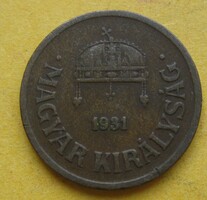 1931
· MAGYAR KIRÁLYSÁG ·